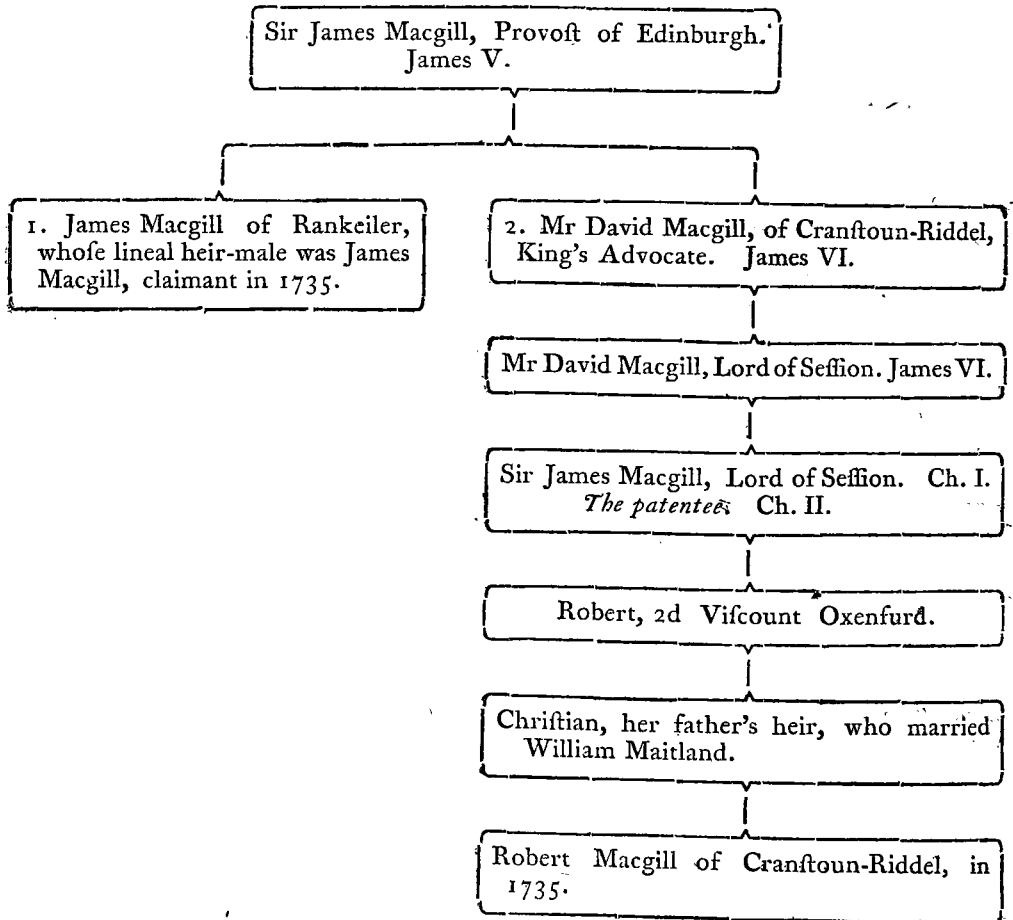 Sir James Macgill, Provoſt of Edinburgh.
James V.
1. James Macgill of Rankeiler,
whoſe lineal heir-male was James
Macgill, claimant in 1735.
2. Mr David Macgill, of Cranſtoun-Riddel,
King's Advocate. James VI.
Mr David Macgill, Lord of Seſſion. James VI.
Sir James Macgill, Lord of Seſſion. Ch. I.
The patentee; Ch. II.
Robert, 2d Viſcount Oxenfurd.
Chriſtian, her father's heir, who married
William Maitland.
Robert Macgill of Cranſtoun-Riddel, in
1735.